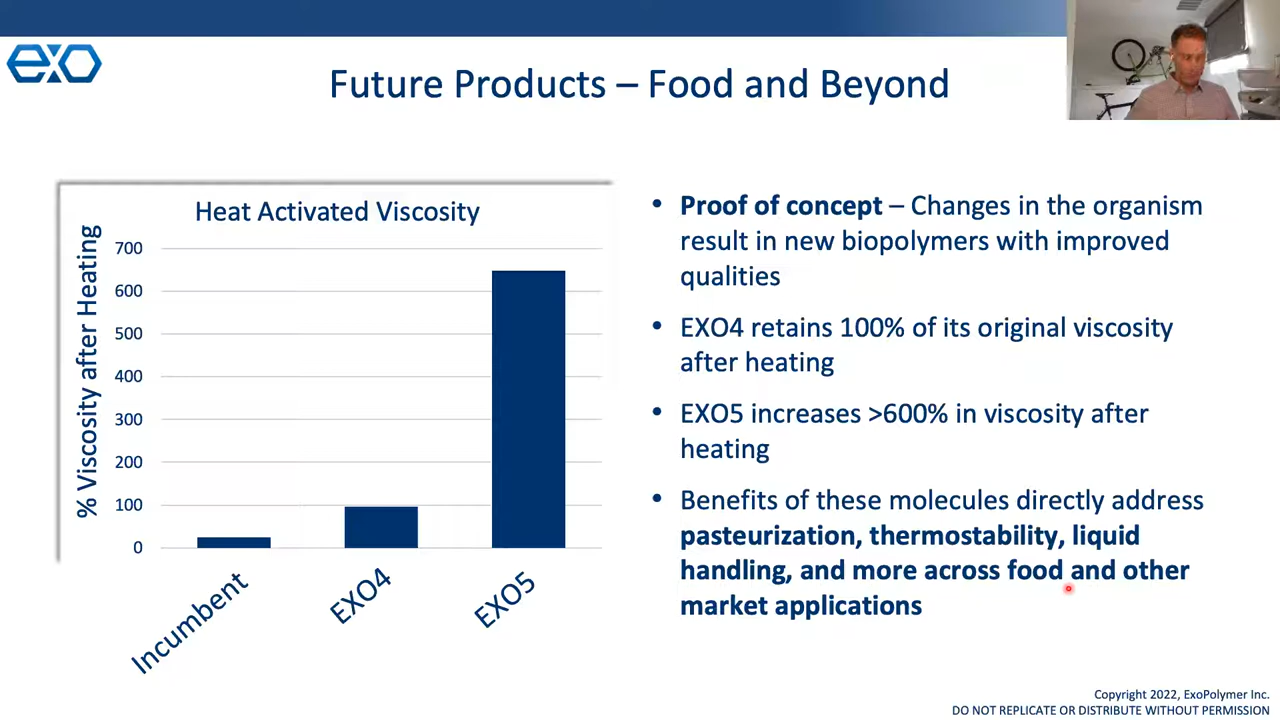 exo
Future Products – Food and Beyond
Heat Activated Viscosity
% Viscosity after Heating
700
600
500
400
300
200
100
0
Incumbent
EXO4
EXO5
• Proof of concept – Changes in the organism
result in new biopolymers with improved
qualities
• EXO4 retains 100% of its original viscosity
after heating
• EXO5 increases >600% in viscosity after
heating
• Benefits of these molecules directly address
pasteurization, thermostability, liquid
handling, and more across food and other
market applications
Copyright 2022, ExoPolymer Inc.
DO NOT REPLICATE OR DISTRIBUTE WITHOUT PERMISSION